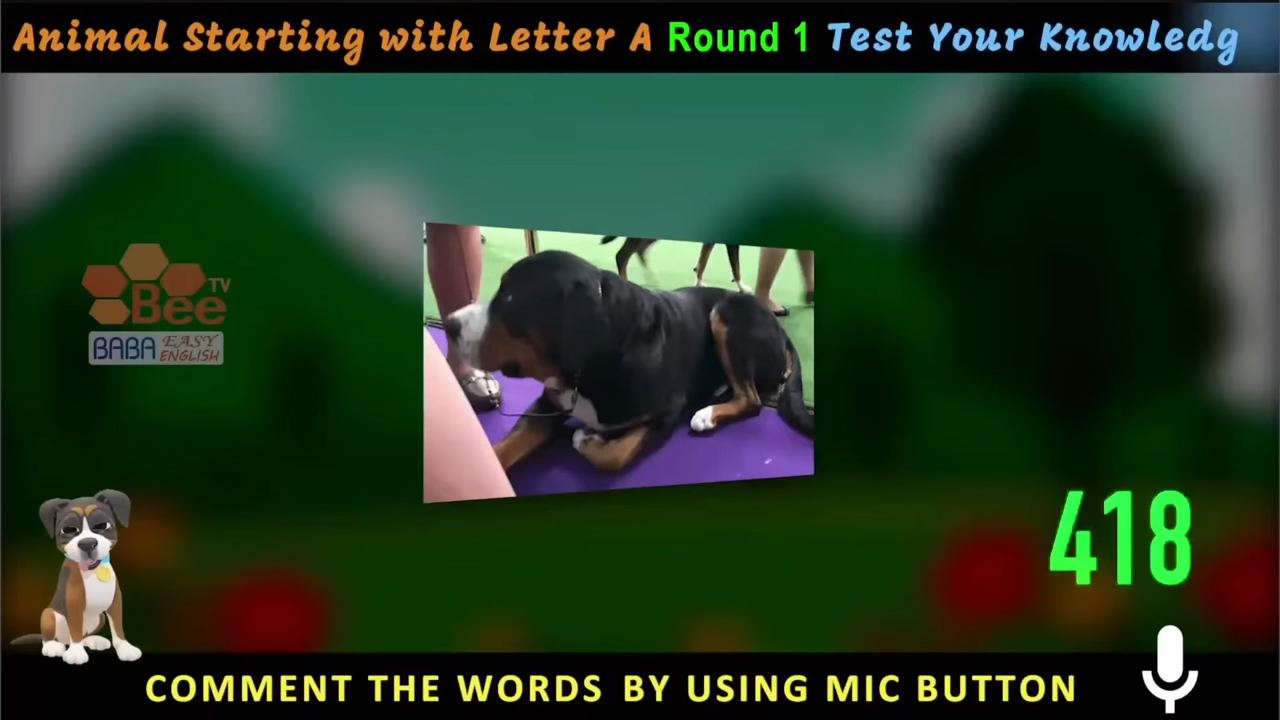 Animal Starting with Letter A Round 1 Test Your Knowledg
Bee TV
BABA EASY ENGLISH
418
COMMENT THE WORDS BY USING MIC BUTTON